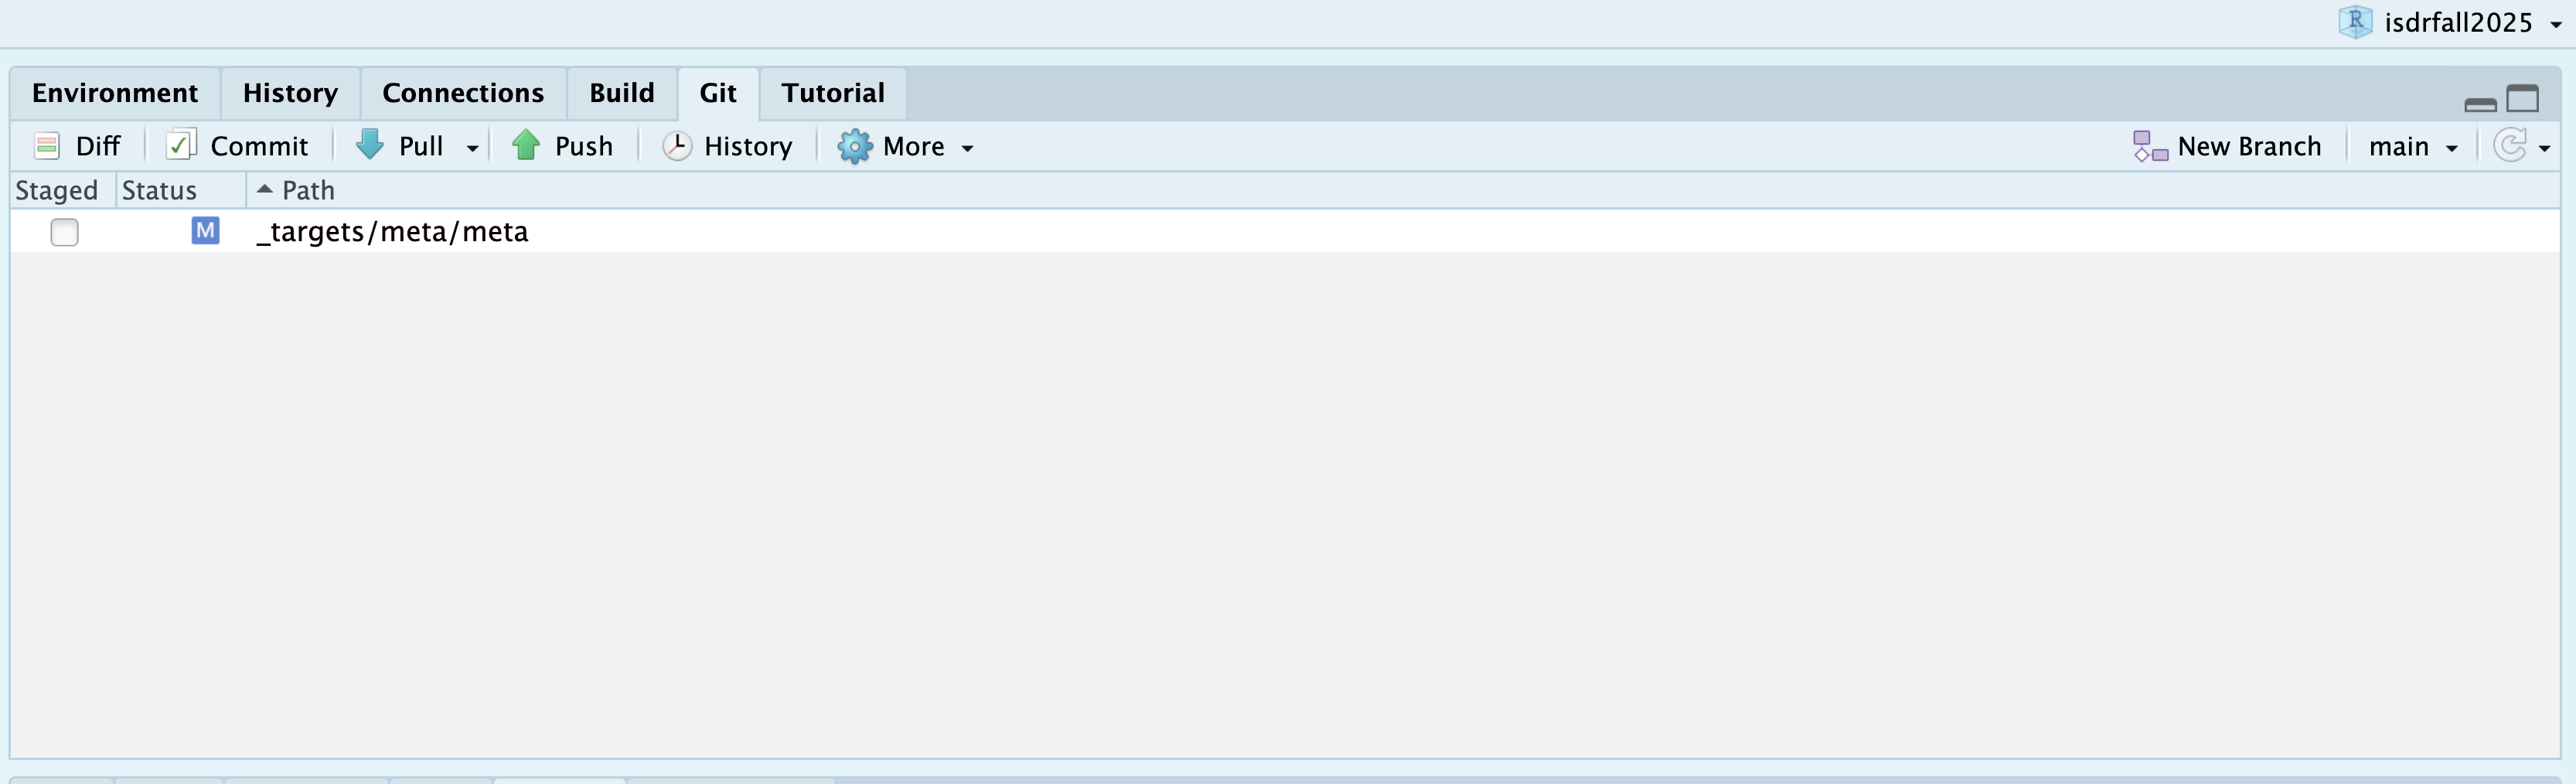 isdrfall2025
Environment History Connections Build Git Tutorial
Diff Commit Pull Push History More New Branch main
Staged Status Path
M _targets/meta/meta